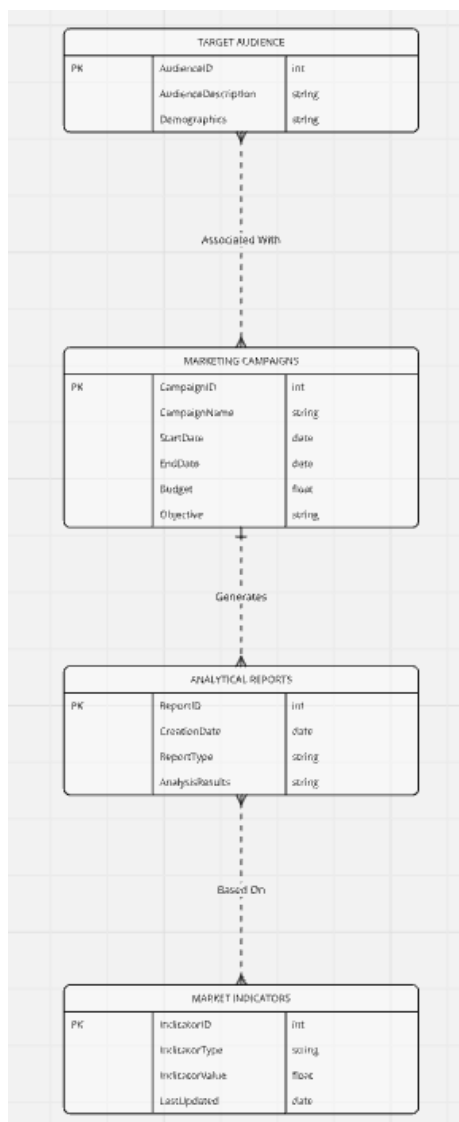 TARGET AUDIENCE
PK AudienceID int
AudienceDescription string
Demographics string
Associated With
MARKETING CAMPAIGNS
PK CampaignID int
CampaignName string
StartDate date
EndDate date
Budget float
Objective string
Generates
ANALYTICAL REPORTS
PK ReportID int
CreationDate date
ReportType string
AnalysisResults string
Based On
MARKET INDICATORS
PK IndicatorID int
IndicatorType string
IndicatorValue float
LastUpdated date